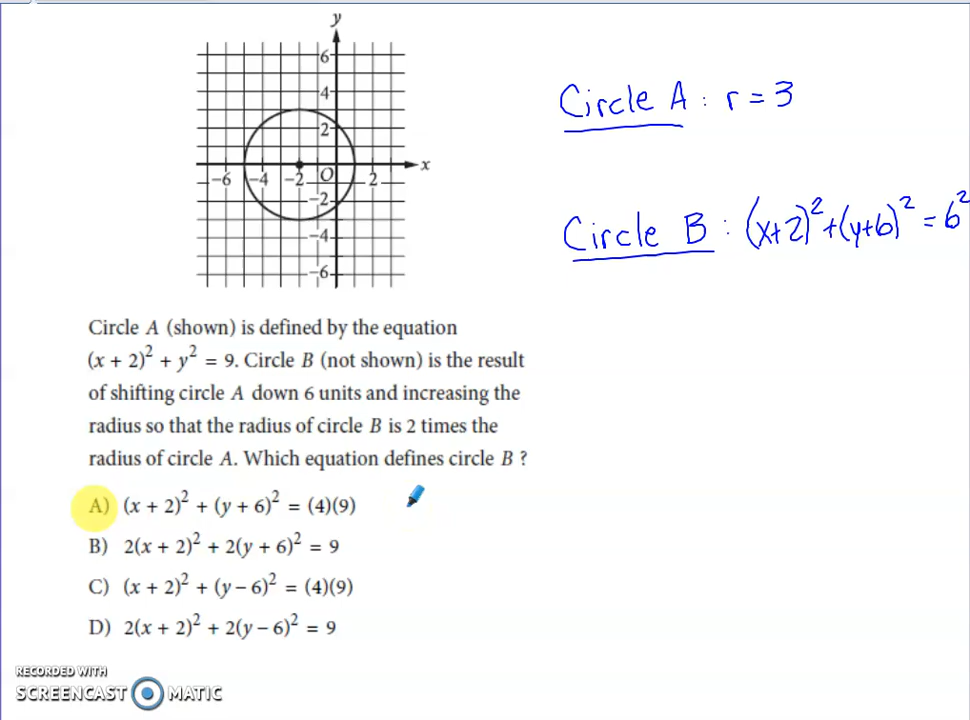 y
6
4
2
-6 -4 -2 O 2 x
-2
-4
-6
Circle A : r = 3
Circle B : (x+2)² + (y+6)² = 6²
Circle A (shown) is defined by the equation
(x + 2)² + y² = 9. Circle B (not shown) is the result
of shifting circle A down 6 units and increasing the
radius so that the radius of circle B is 2 times the
radius of circle A. Which equation defines circle B ?
A) (x + 2)² + (y + 6)² = (4)(9)
B) 2(x + 2)² + 2(y + 6)² = 9
C) (x + 2)² + (y – 6)² = (4)(9)
D) 2(x + 2)² + 2(y – 6)² = 9
RECORDED WITH
SCREENCAST MATIC